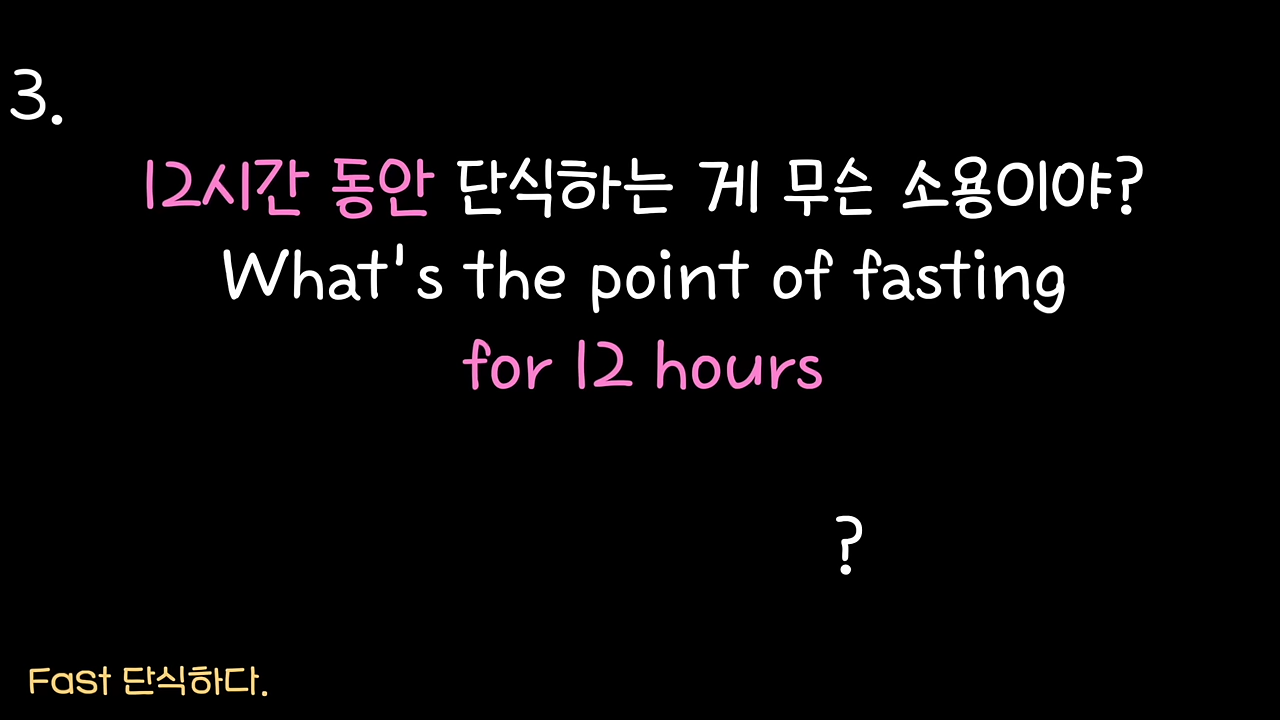 3.
12시간 동안 단식하는 게 무슨 소용이야?
What's the point of fasting
for 12 hours
?
Fast 단식하다.